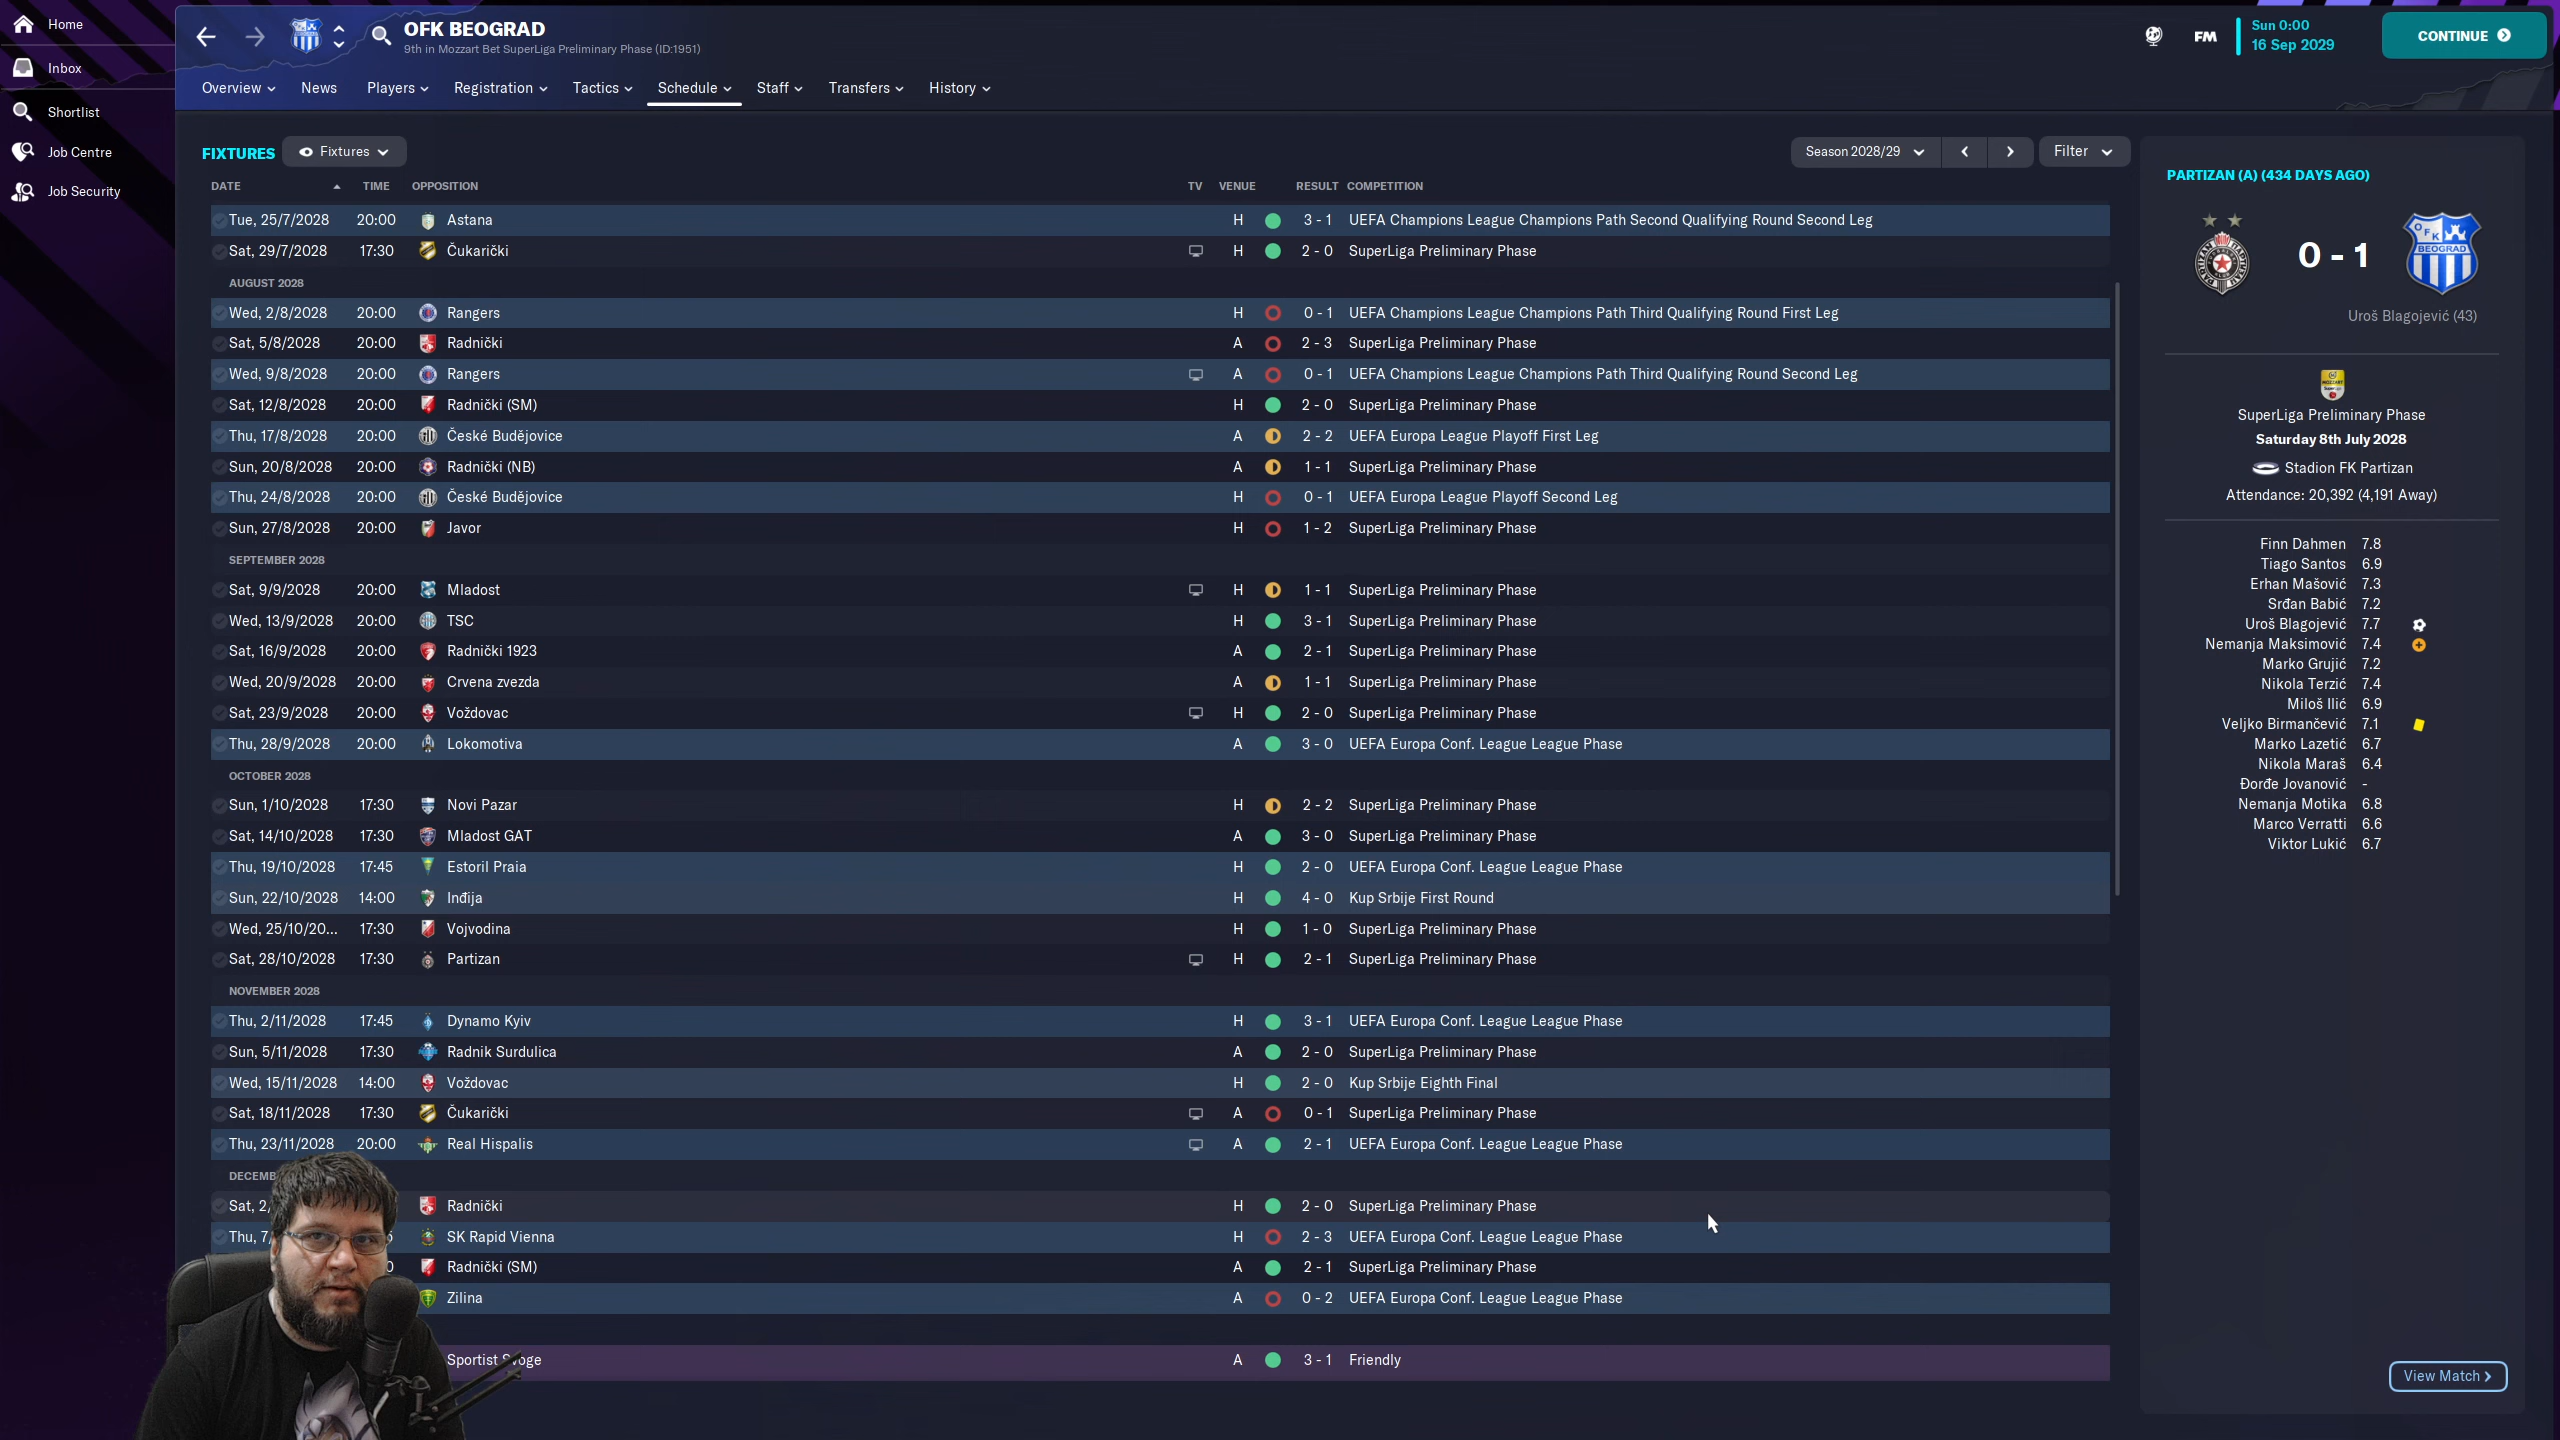 Home
Inbox
Shortlist
Job Centre
Job Security
OFK BEOGRAD
9th in Mozzart Bet SuperLiga Preliminary Phase (ID:1951)
FM
Sun 0:00
16 Sep 2029
CONTINUE
Overview News Players Registration Tactics Schedule Staff Transfers History
FIXTURES Fixtures Season 2028/29 Filter
DATE TIME OPPOSITION TV VENUE RESULT COMPETITION
Tue, 25/7/2028 20:00 Astana H 3 - 1 UEFA Champions League Champions Path Second Qualifying Round Second Leg
Sat, 29/7/2028 17:30 Čukarički H 2 - 0 SuperLiga Preliminary Phase
AUGUST 2028
Wed, 2/8/2028 20:00 Rangers H 0 - 1 UEFA Champions League Champions Path Third Qualifying Round First Leg
Sat, 5/8/2028 20:00 Radnički A 2 - 3 SuperLiga Preliminary Phase
Wed, 9/8/2028 20:00 Rangers A 0 - 1 UEFA Champions League Champions Path Third Qualifying Round Second Leg
Sat, 12/8/2028 20:00 Radnički (SM) H 2 - 0 SuperLiga Preliminary Phase
Thu, 17/8/2028 20:00 České Budějovice A 2 - 2 UEFA Europa League Playoff First Leg
Sun, 20/8/2028 20:00 Radnički (NB) A 1 - 1 SuperLiga Preliminary Phase
Thu, 24/8/2028 20:00 České Budějovice H 0 - 1 UEFA Europa League Playoff Second Leg
Sun, 27/8/2028 20:00 Javor H 1 - 2 SuperLiga Preliminary Phase
SEPTEMBER 2028
Sat, 9/9/2028 20:00 Mladost H 1 - 1 SuperLiga Preliminary Phase
Wed, 13/9/2028 20:00 TSC H 3 - 1 SuperLiga Preliminary Phase
Sat, 16/9/2028 20:00 Radnički 1923 A 2 - 1 SuperLiga Preliminary Phase
Wed, 20/9/2028 20:00 Crvena zvezda A 1 - 1 SuperLiga Preliminary Phase
Sat, 23/9/2028 20:00 Voždovac H 2 - 0 SuperLiga Preliminary Phase
Thu, 28/9/2028 20:00 Lokomotiva A 3 - 0 UEFA Europa Conf. League League Phase
OCTOBER 2028
Sun, 1/10/2028 17:30 Novi Pazar H 2 - 2 SuperLiga Preliminary Phase
Sat, 14/10/2028 17:30 Mladost GAT A 3 - 0 SuperLiga Preliminary Phase
Thu, 19/10/2028 17:45 Estoril Praia H 2 - 0 UEFA Europa Conf. League League Phase
Sun, 22/10/2028 14:00 Inđija H 4 - 0 Kup Srbije First Round
Wed, 25/10/20... 17:30 Vojvodina H 1 - 0 SuperLiga Preliminary Phase
Sat, 28/10/2028 17:30 Partizan H 2 - 1 SuperLiga Preliminary Phase
NOVEMBER 2028
Thu, 2/11/2028 17:45 Dynamo Kyiv H 3 - 1 UEFA Europa Conf. League League Phase
Sun, 5/11/2028 17:30 Radnik Surdulica A 2 - 0 SuperLiga Preliminary Phase
Wed, 15/11/2028 14:00 Voždovac H 2 - 0 Kup Srbije Eighth Final
Sat, 18/11/2028 17:30 Čukarički A 0 - 1 SuperLiga Preliminary Phase
Thu, 23/11/2028 20:00 Real Hispalis A 2 - 1 UEFA Europa Conf. League League Phase
DECEMB
Sat, 2/ Radnički H 2 - 0 SuperLiga Preliminary Phase
Thu, 7/ SK Rapid Vienna H 2 - 3 UEFA Europa Conf. League League Phase
0 Radnički (SM) A 2 - 1 SuperLiga Preliminary Phase
Zilina A 0 - 2 UEFA Europa Conf. League League Phase
Sportist Svoge A 3 - 1 Friendly
PARTIZAN (A) (434 DAYS AGO)
0 - 1
OFK BEOGRAD
Uroš Blagojević (43)
SuperLiga Preliminary Phase
Saturday 8th July 2028
Stadion FK Partizan
Attendance: 20,392 (4,191 Away)
Finn Dahmen 7.8
Tiago Santos 6.9
Erhan Mašović 7.3
Srđan Babić 7.2
Uroš Blagojević 7.7
Nemanja Maksimović 7.4
Marko Grujić 7.2
Nikola Terzić 7.4
Miloš Ilić 6.9
Veljko Birmančević 7.1
Marko Lazetić 6.7
Nikola Maraš 6.4
Đorđe Jovanović -
Nemanja Motika 6.8
Marco Verratti 6.6
Viktor Lukić 6.7
View Match